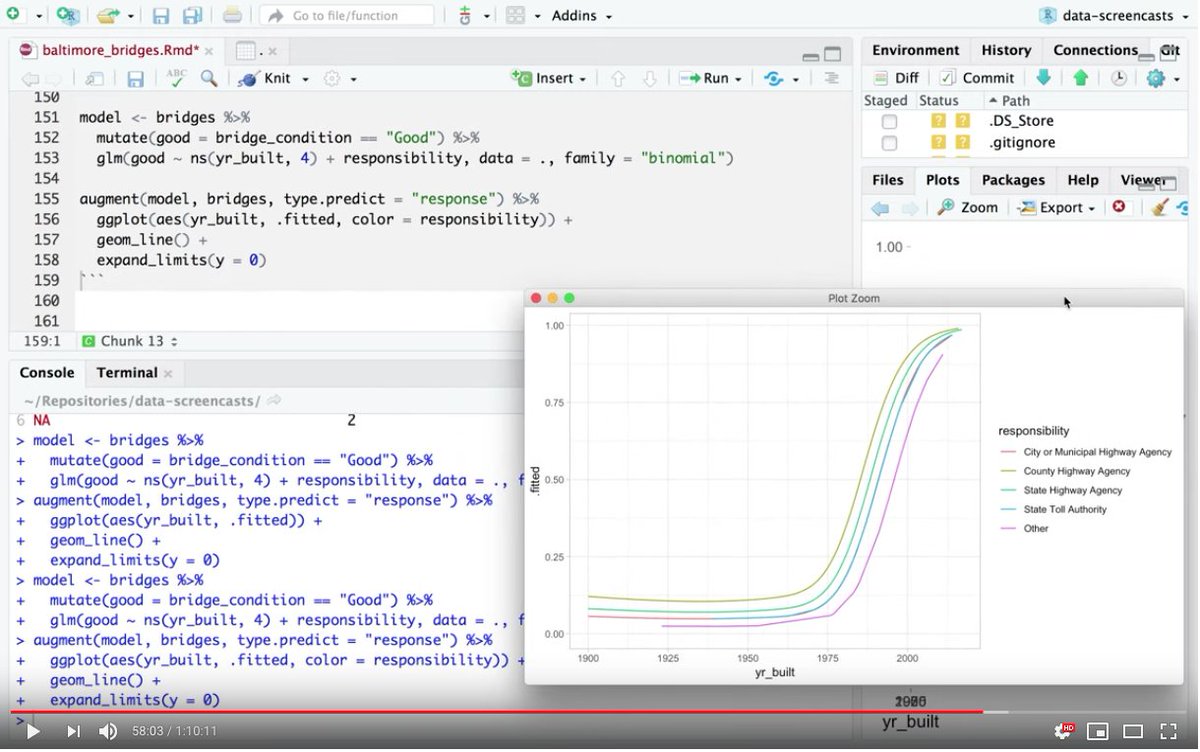 Go to file/function
Addins
data-screencasts
baltimore_bridges.Rmd*
.
Environment History Connections Git
ABC
Knit
Insert
Run
Diff
Commit
150
151 model <- bridges %>%
152 mutate(good = bridge_condition == "Good") %>%
153 glm(good ~ ns(yr_built, 4) + responsibility, data = ., family = "binomial")
154
155 augment(model, bridges, type.predict = "response") %>%
156 ggplot(aes(yr_built, .fitted, color = responsibility)) +
157 geom_line() +
158 expand_limits(y = 0)
159 ```
160
161
159:1 Chunk 13
Staged Status Path
.DS_Store
.gitignore
Files Plots Packages Help Viewer
Zoom Export
1.00
Console Terminal
~/Repositories/data-screencasts/
6 NA 2
> model <- bridges %>%
+ mutate(good = bridge_condition == "Good") %>%
+ glm(good ~ ns(yr_built, 4) + responsibility, data = ., f
> augment(model, bridges, type.predict = "response") %>%
+ ggplot(aes(yr_built, .fitted)) +
+ geom_line() +
+ expand_limits(y = 0)
> model <- bridges %>%
+ mutate(good = bridge_condition == "Good") %>%
+ glm(good ~ ns(yr_built, 4) + responsibility, data = ., f
> augment(model, bridges, type.predict = "response") %>%
+ ggplot(aes(yr_built, .fitted, color = responsibility)) +
+ geom_line() +
+ expand_limits(y = 0)
>
Plot Zoom
1.00
0.75
0.50
0.25
0.00
.fitted
1900 1925 1950 1975 2000
yr_built
responsibility
City or Municipal Highway Agency
County Highway Agency
State Highway Agency
State Toll Authority
Other
yr_built
58:03 / 1:10:11
HD